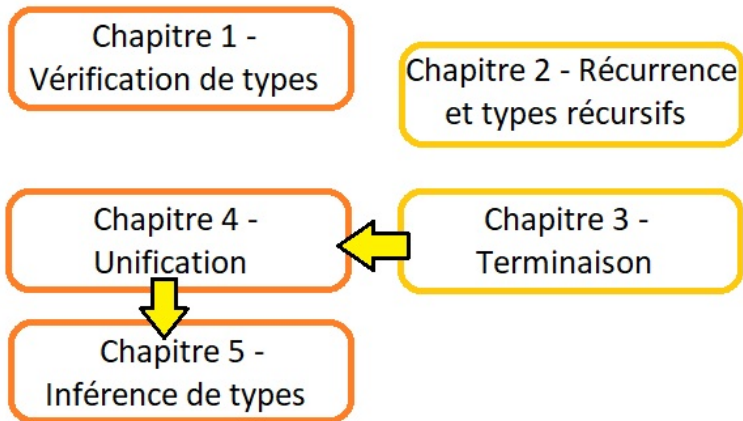 Chapitre 1 -
Vérification de types
Chapitre 2 - Récurrence
et types récursifs
Chapitre 4 -
Unification
Chapitre 3 -
Terminaison
Chapitre 5 -
Inférence de types